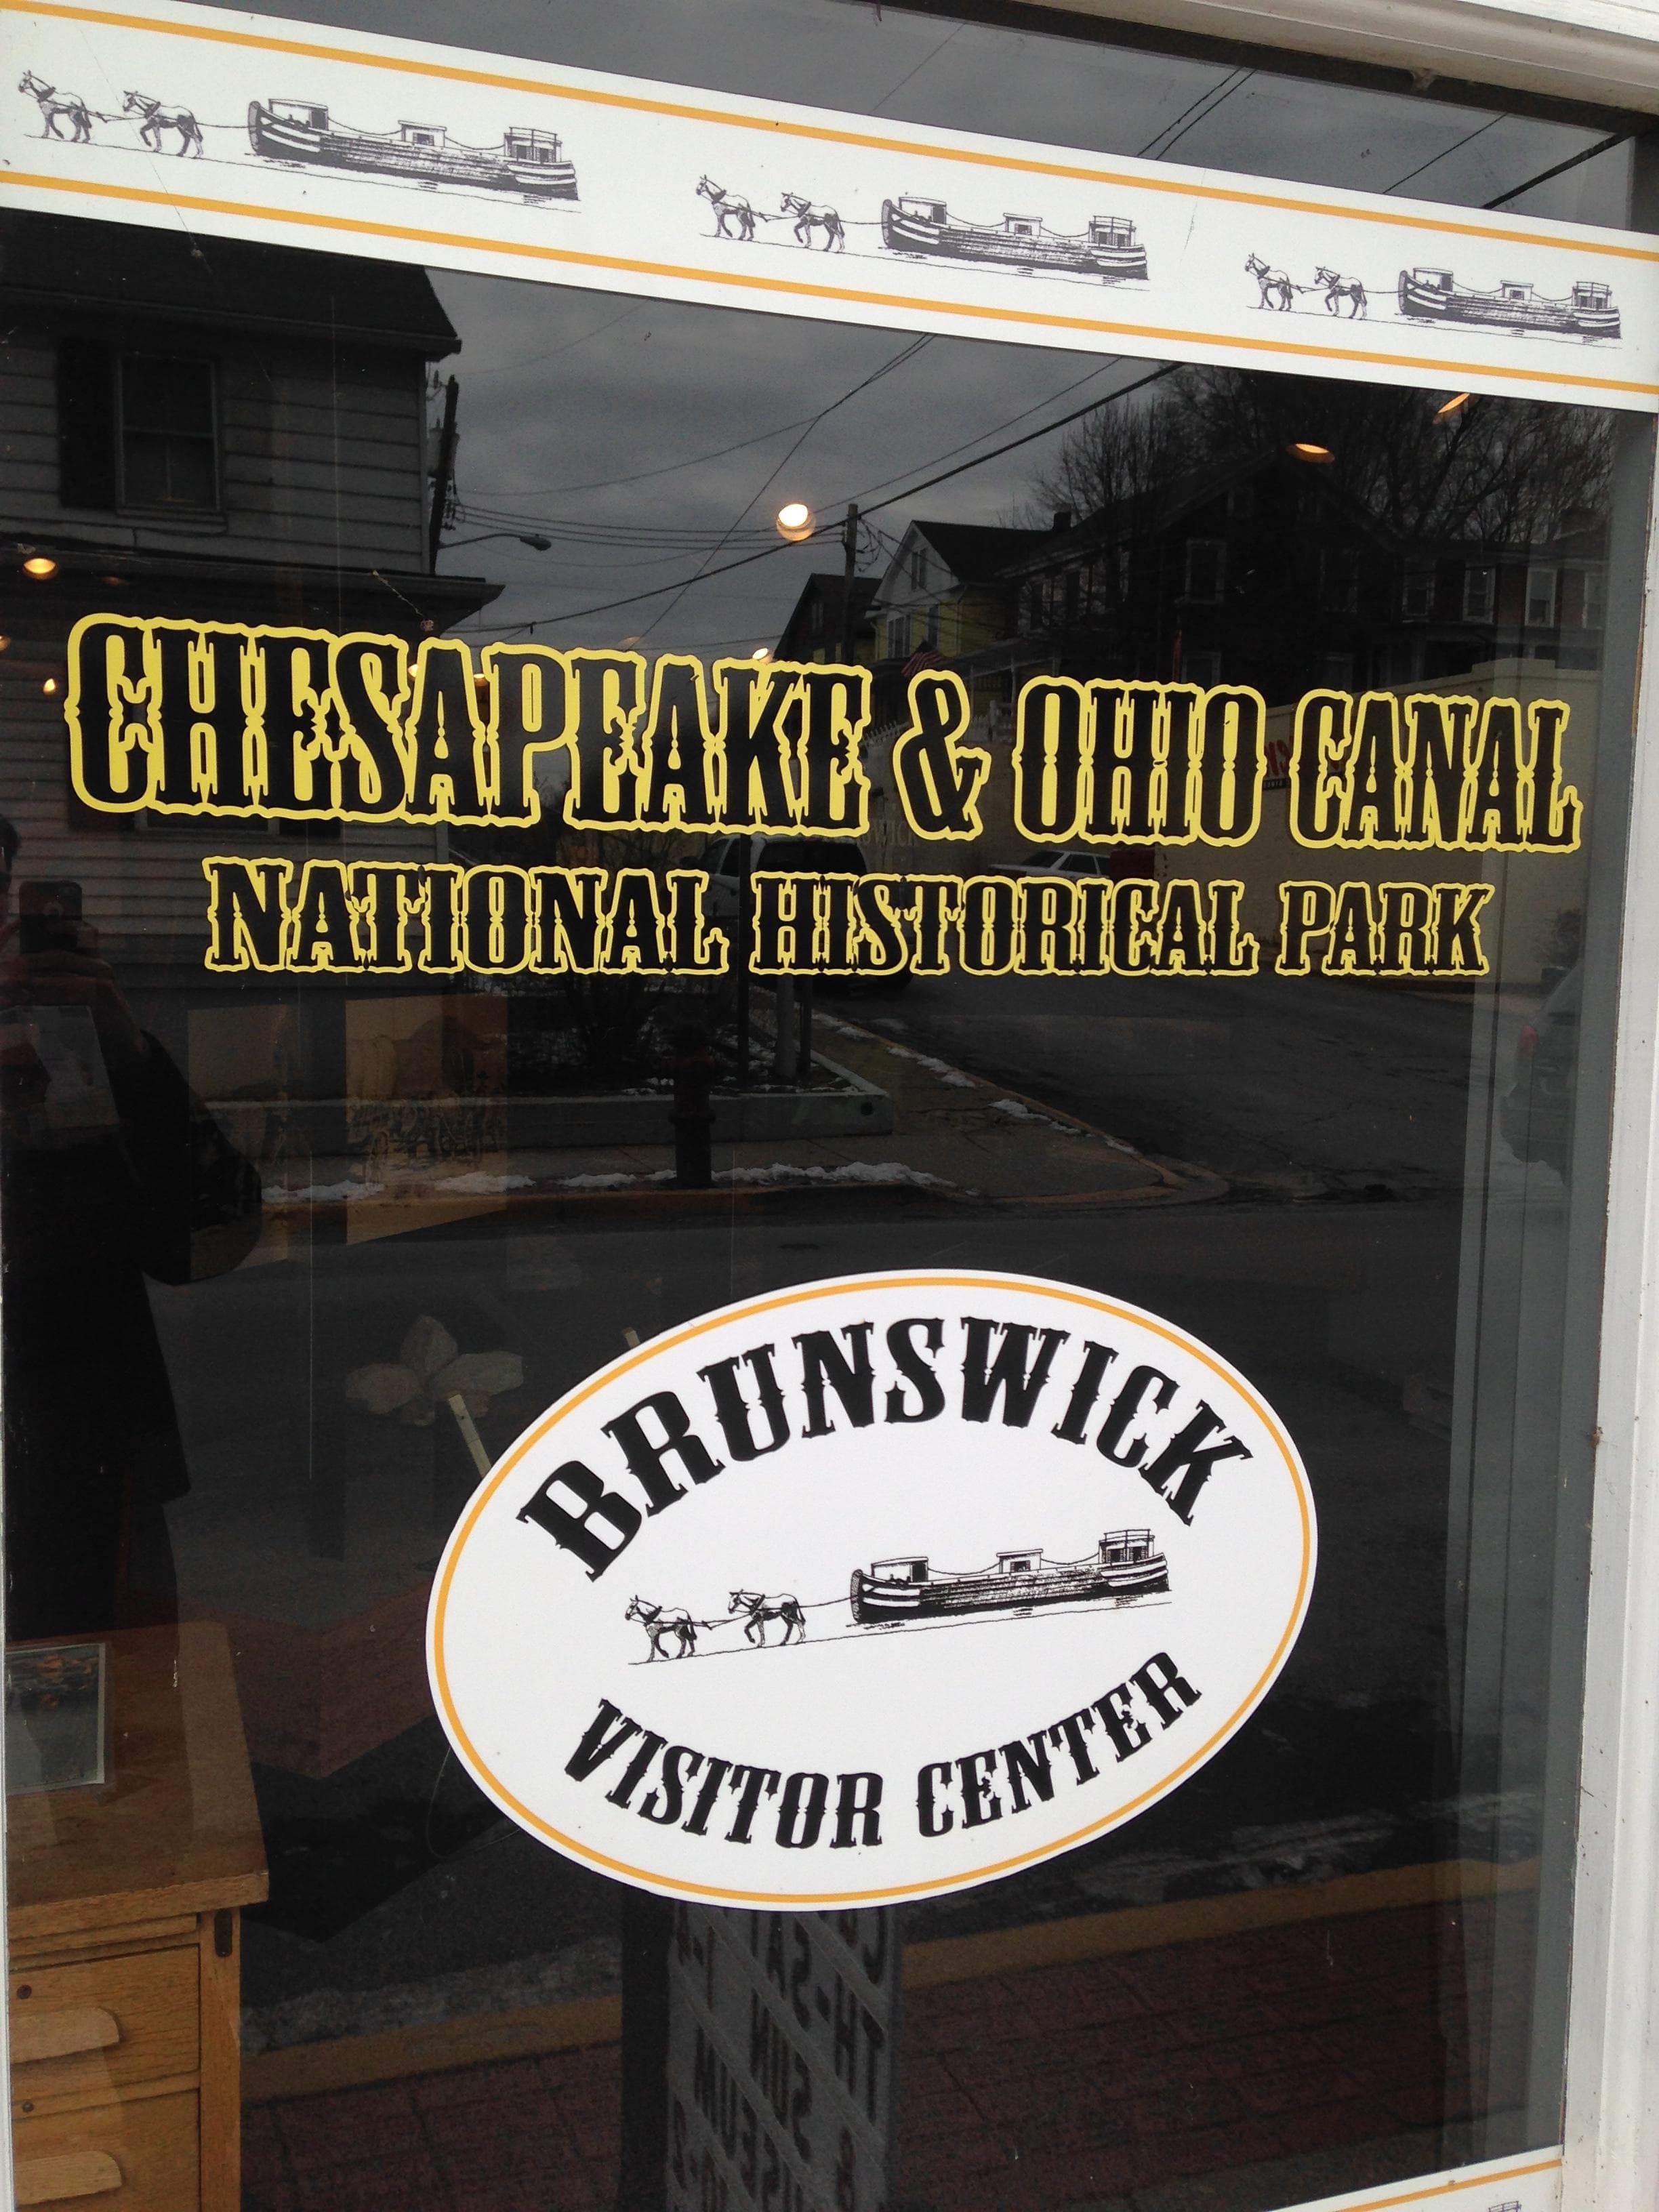 CHESAPEAKE & OHIO CANAL
NATIONAL HISTORICAL PARK
BRUNSWICK
VISITOR CENTER